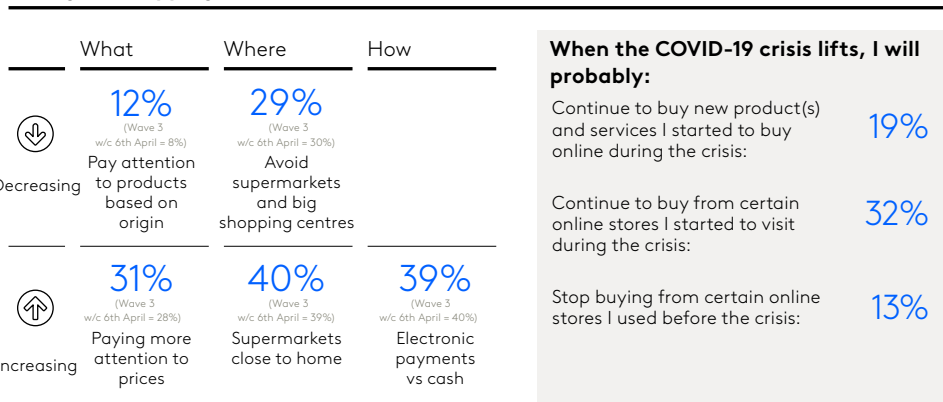 What
Where
How
12%
(Wave 3
w/c 6th April = 8%)
Pay attention
to products
based on
origin
29%
(Wave 3
w/c 6th April = 30%)
Avoid
supermarkets
and big
shopping centres
31%
(Wave 3
w/c 6th April = 28%)
Paying more
attention to
prices
40%
(Wave 3
w/c 6th April = 39%)
Supermarkets
close to home
39%
(Wave 3
w/c 6th April = 40%)
Electronic
payments
vs cash
When the COVID-19 crisis lifts, I will
probably:
Continue to buy new product(s)
and services I started to buy
online during the crisis:
19%
Continue to buy from certain
online stores I started to visit
during the crisis:
32%
Stop buying from certain online
stores I used before the crisis:
13%